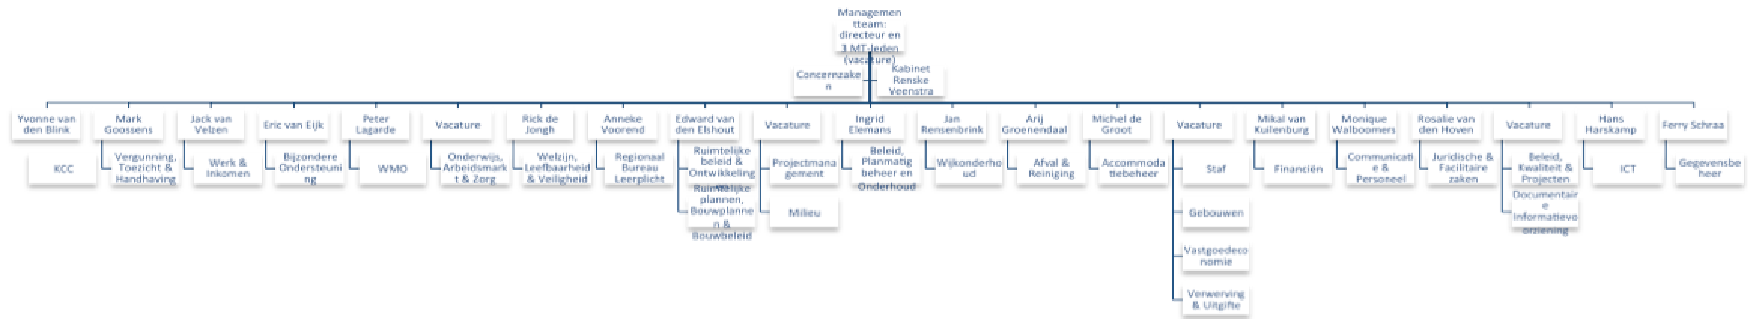 Managemen
tteam:
directeur en
3 MT-leden
(vacature)
Concernzake
n
Kabinet
Renske
Veenstra
Yvonne van
den Blink
Mark
Goossens
Jack van
Velzen
Eric van Eijk
Peter
Lagarde
Vacature
Rick de
Jongh
Anneke
Voorend
Edward van
den Elshout
Vacature
Ingrid
Elemans
Jan
Rensenbrink
Arij
Groenendaal
Michel de
Groot
Vacature
Mikal van
Kuilenburg
Monique
Walboomers
Rosalie van
den Hoven
Vacature
Hans
Harskamp
Ferry Schraa
KCC
Vergunning,
Toezicht &
Handhaving
Werk &
Inkomen
Bijzondere
Ondersteuni
ng
WMO
Onderwijs,
Arbeidsmark
t & Zorg
Welzijn,
Leefbaarheid
& Veiligheid
Regionaal
Bureau
Leerplicht
Ruimtelijke
beleid &
Ontwikkeling
Projectmana
gement
Beleid,
Planmatig
beheer en
Onderhoud
Wijkonderho
ud
Afval &
Reiniging
Accommoda
tiebeheer
Staf
Financiën
Communicati
e &
Personeel
Juridische &
Facilitaire
zaken
Beleid,
Kwaliteit &
Projecten
ICT
Gegevensbe
heer
Ruimtelijke
plannen,
Bouwplanne
n &
Bouwbeleid
Milieu
Gebouwen
Documentair
e
Informatievo
orziening
Vastgoedeco
nomie
Verwerving
& Uitgifte